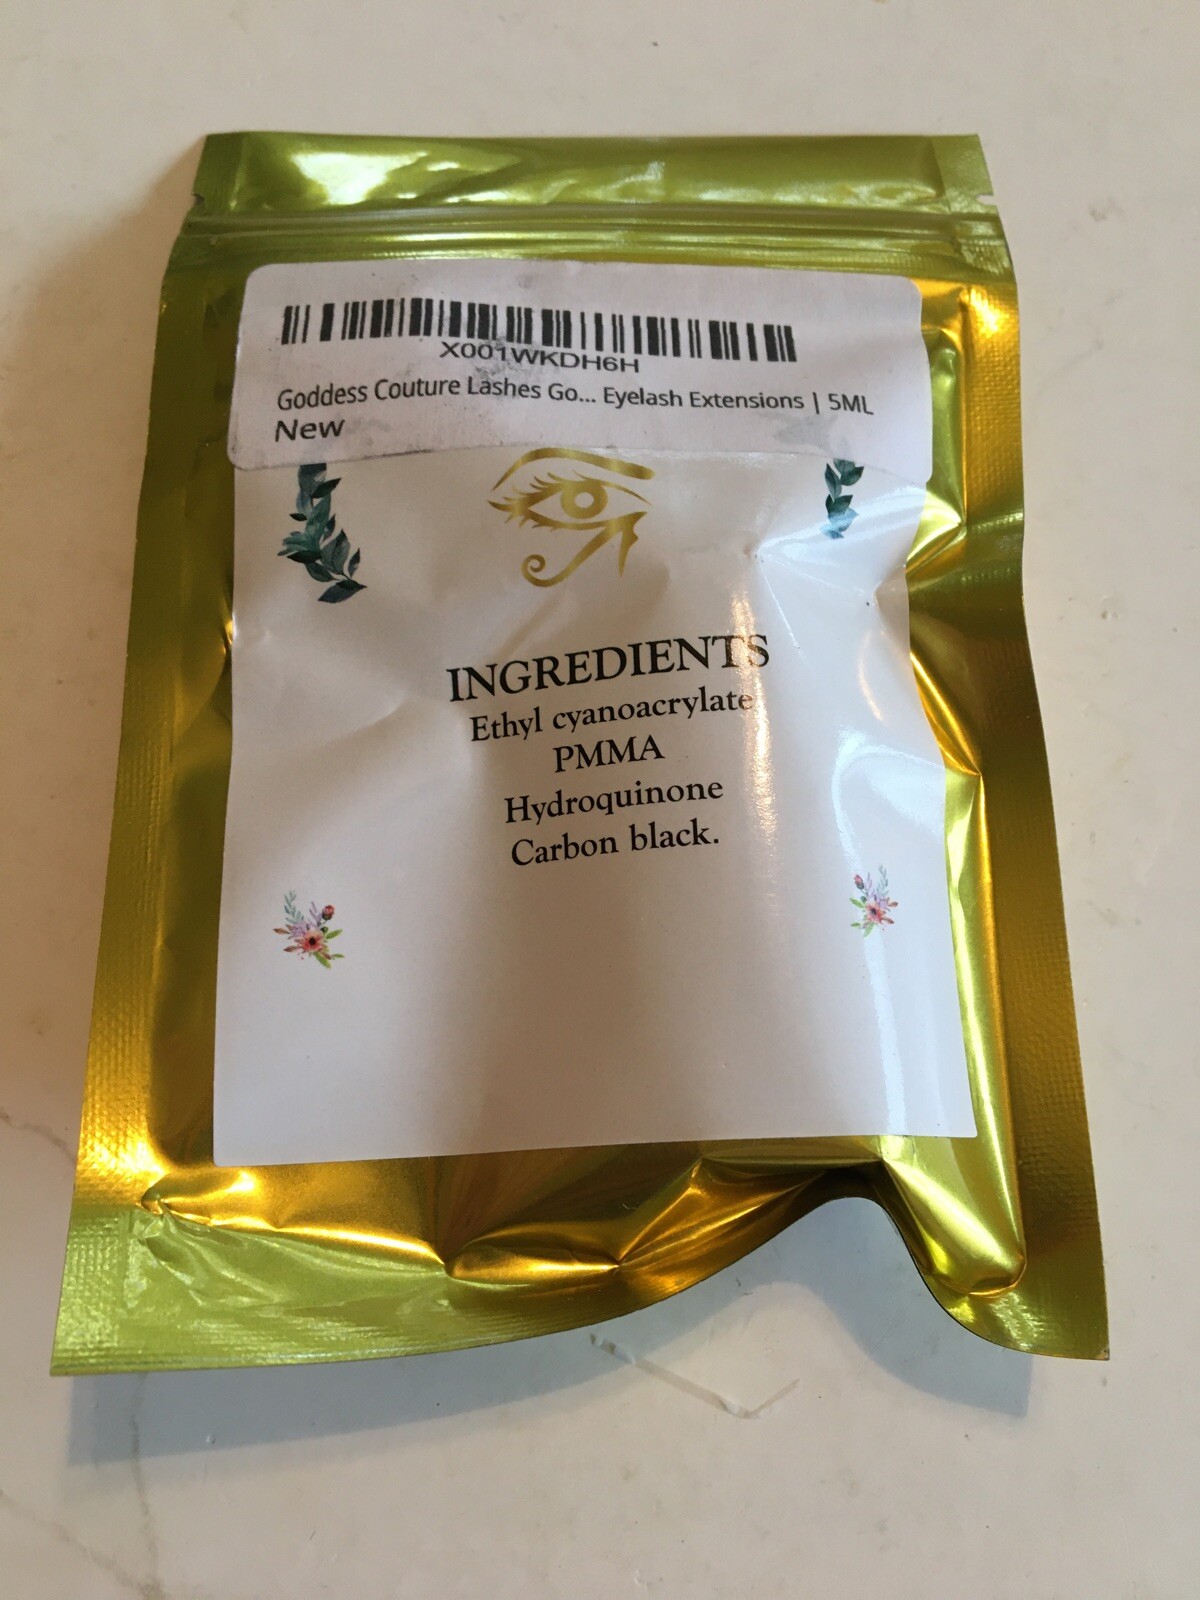 X001WKDH6H
Goddess Couture Lashes Go... Eyelash Extensions | 5ML
New
INGREDIENTS
Ethyl cyanoacrylate
PMMA
Hydroquinone
Carbon black.